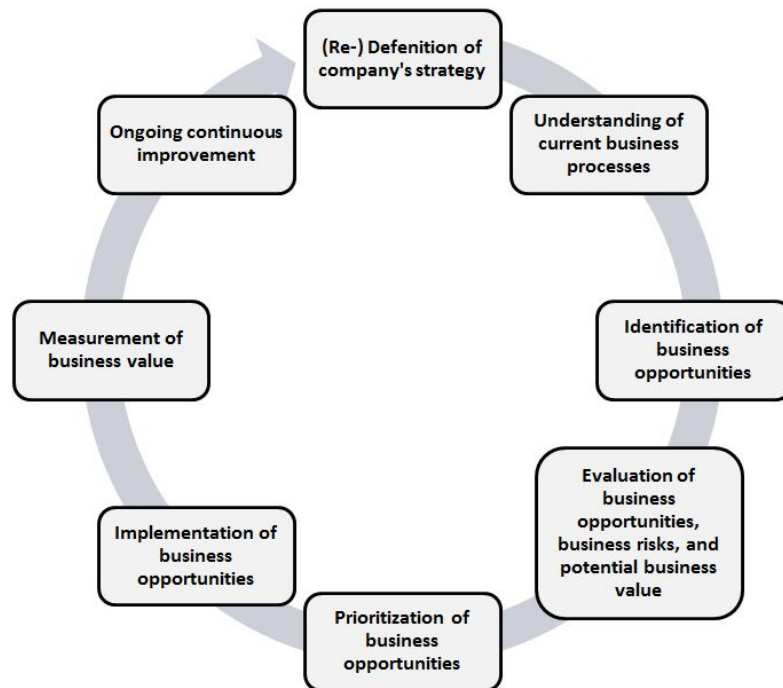 (Re-) Defenition of
company's strategy
Understanding of
current business
processes
Identification of
business
opportunities
Evaluation of
business
opportunities,
business risks, and
potential business
value
Prioritization of
business
opportunities
Implementation of
business
opportunities
Measurement of
business value
Ongoing continuous
improvement